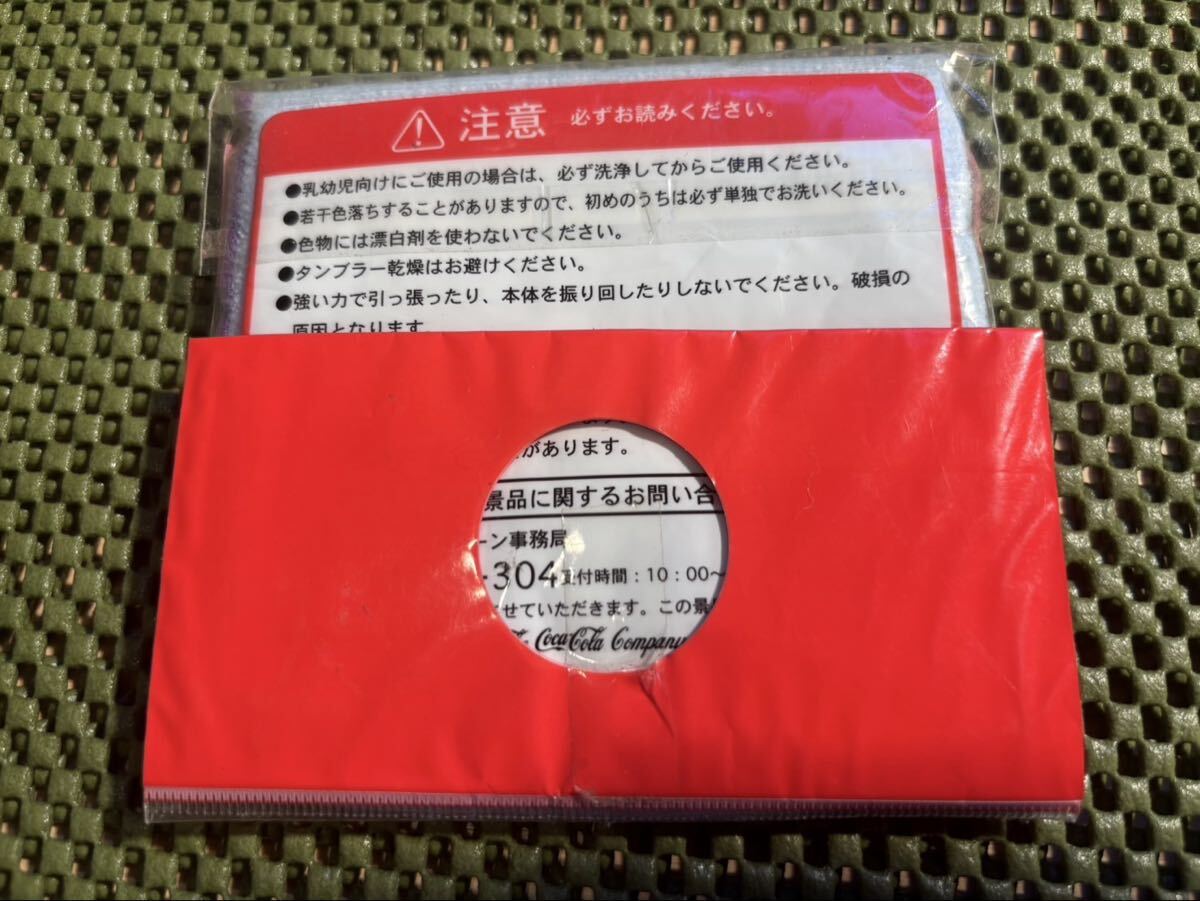 注意 必ずお読みください。
●乳幼児向けにご使用の場合は、必ず洗浄してからご使用ください。
●若干色落ちすることがありますので、初めのうちは必ず単独でお洗いください。
●色物には漂白剤を使わないでください。
●タンブラー乾燥はお避けください。
●強い力で引っ張ったり、本体を振り回したりしないでください。破損の
原因となります。
があります。
景品に関するお問い合
ーン事務局
-304 受付時間：10：00〜
せていただきます。この景
Coca-Cola Company